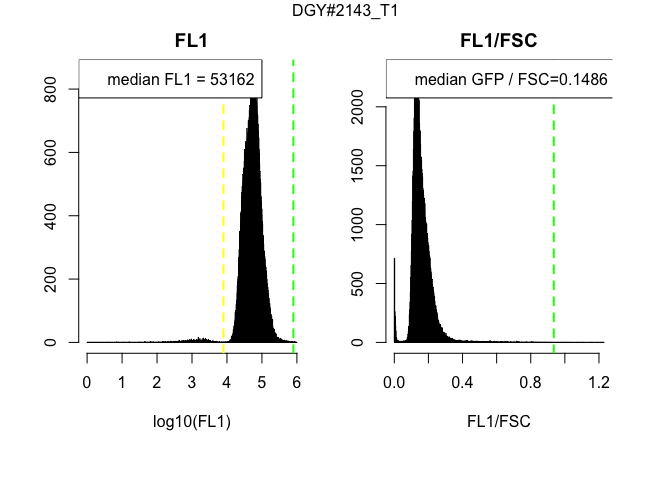 DGY#2143_T1
FL1
FL1/FSC
median FL1 = 53162
median GFP / FSC=0.1486
800
600
400
200
0
2000
1500
1000
500
0
0 1 2 3 4 5 6
0.0 0.4 0.8 1.2
log10(FL1)
FL1/FSC